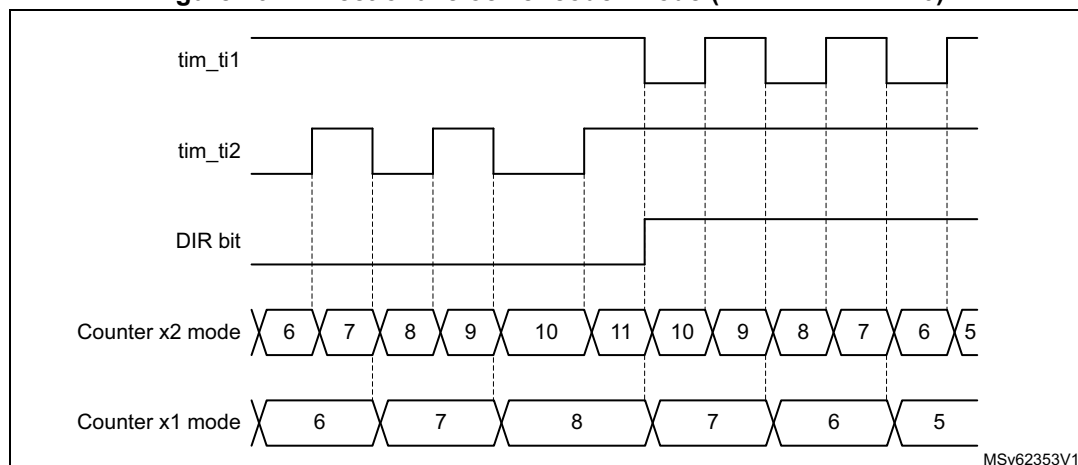 tim_ti1
tim_ti2
DIR bit
Counter x2 mode 6 7 8 9 10 11 10 9 8 7 6 5
Counter x1 mode 6 7 8 7 6 5
MSv62353V1